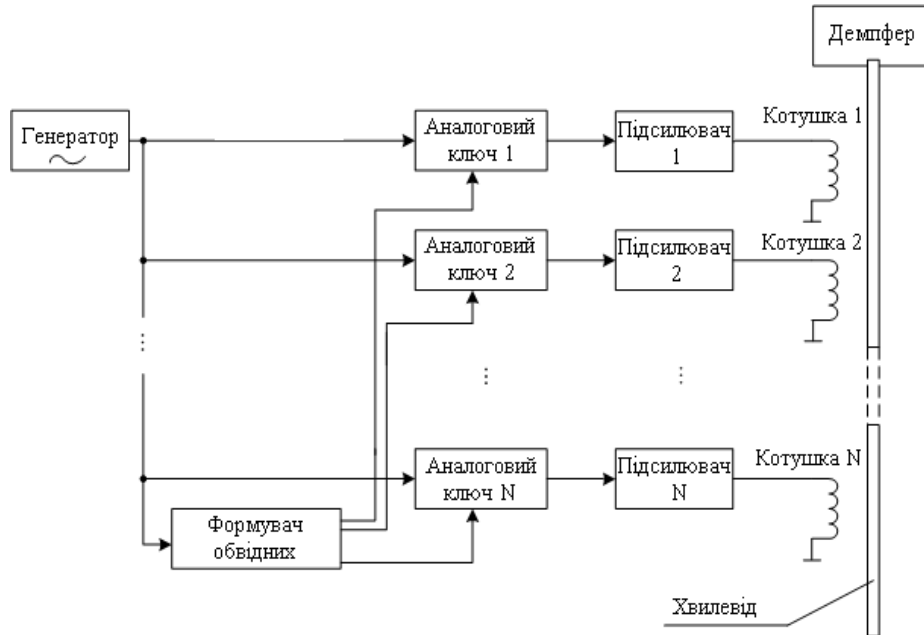 Демпфер
Генератор
Аналоговий
ключ 1
Підсилювач
1
Котушка 1
Аналоговий
ключ 2
Підсилювач
2
Котушка 2
...
...
...
Аналоговий
ключ N
Підсилювач
N
Котушка N
Формувач
обвідних
Хвилевід